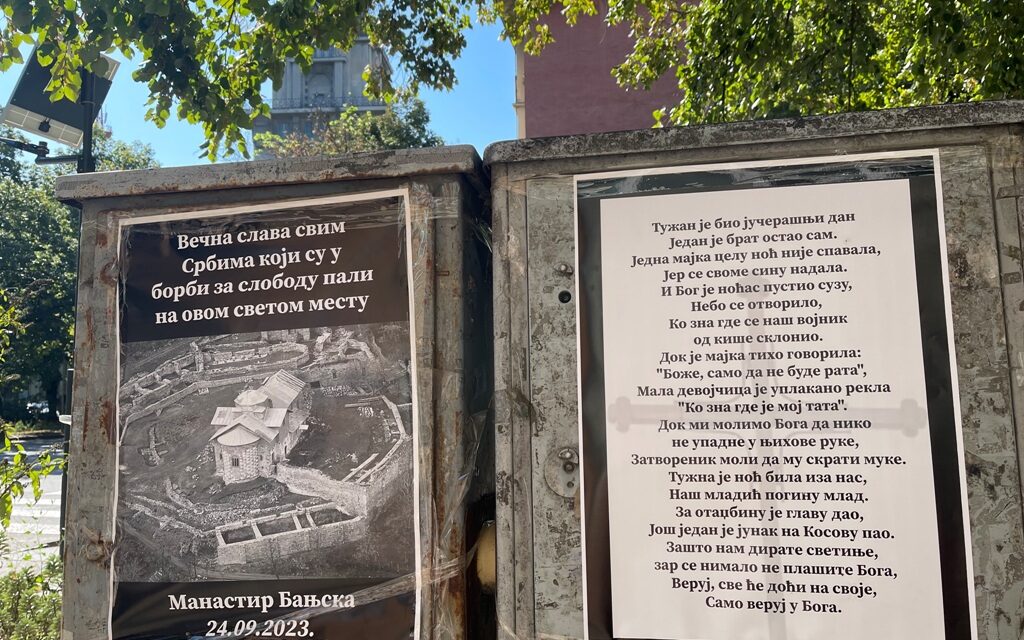 Вечна слава свим
Србима који су у
борби за слободу пали
на овом светом месту
Манастир Бањска
24.09.2023.
Тужан је био јучерашњи дан
Један је брат остао сам.
Једна мајка целу ноћ није спавала,
Јер се своме сину надала.
И Бог је ноћас пустио сузу,
Небо се отворило,
Ко зна где се наш војник
од кише склонио.
Док је мајка тихо говорила:
"Боже, само да не буде рата",
Мала девојчица је уплакано рекла
"Ко зна где је мој тата".
Док ми молимо Бога да нико
не упадне у њихове руке,
Затвореник моли да му скрати муке.
Тужна је ноћ била иза нас,
Наш младић погину млад.
За отаџбину је главу дао,
Још један је јунак на Косову пао.
Зашто нам дирате светиње,
зар се нимало не плашите Бога,
Веруј, све ће доћи на своје,
Само веруј у Бога.